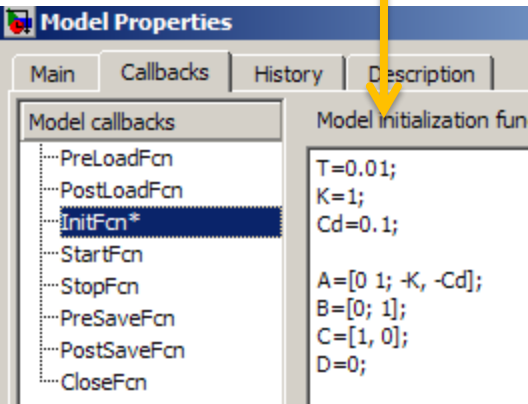 Model Properties
Main Callbacks History Description
Model callbacks
PreLoadFcn
PostLoadFcn
InitFcn*
StartFcn
StopFcn
PreSaveFcn
PostSaveFcn
CloseFcn
Model initialization fun
T=0.01;
K=1;
Cd=0.1;
A=[0 1; -K, -Cd];
B=[0; 1];
C=[1, 0];
D=0;